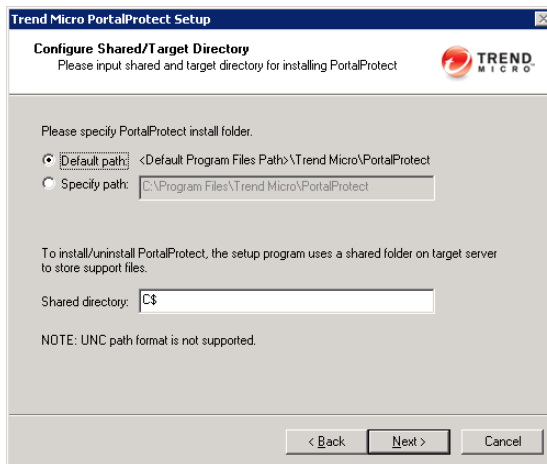 Trend Micro PortalProtect Setup
Configure Shared/Target Directory
Please input shared and target directory for installing PortalProtect
TREND
MICRO™
Please specify PortalProtect install folder.
Default path: <Default Program Files Path>\Trend Micro\PortalProtect
Specify path: C:\Program Files\Trend Micro\PortalProtect
To install/uninstall PortalProtect, the setup program uses a shared folder on target server
to store support files.
Shared directory: C$
NOTE: UNC path format is not supported.
< Back Next > Cancel